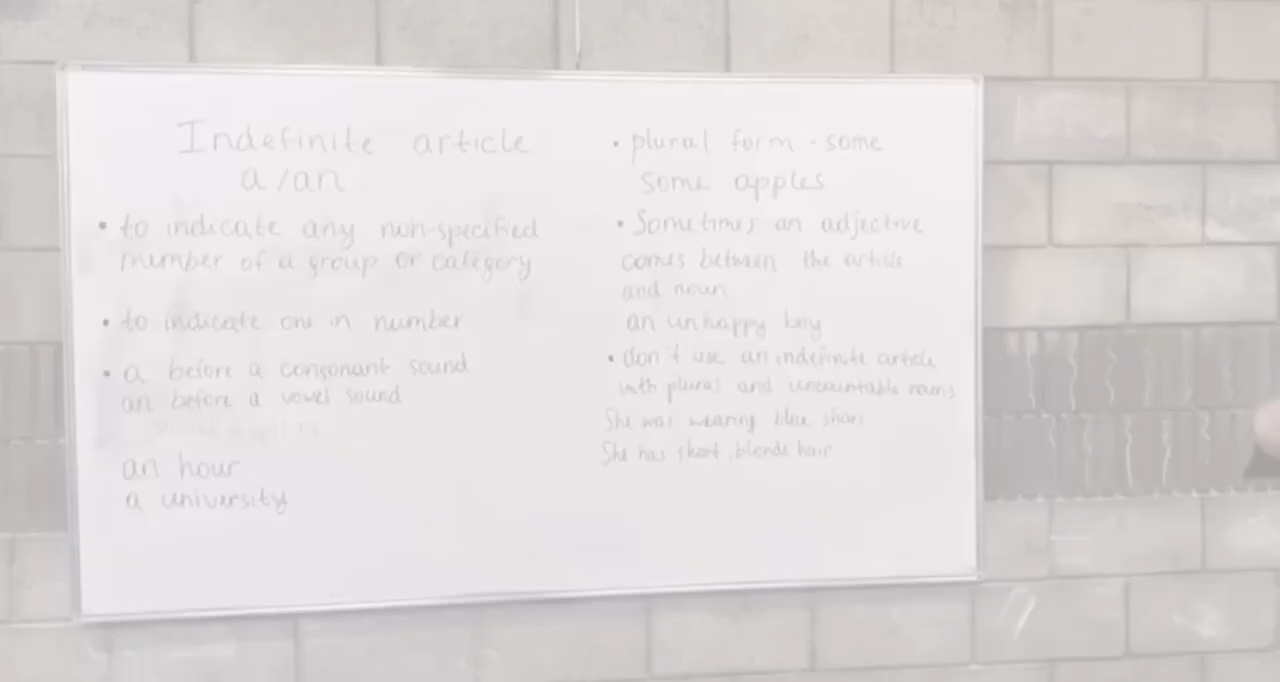 Indefinite article
a/an
• to indicate any non-specified
member of a group or category
• to indicate one in number
• a before a consonant sound
an before a vowel sound
an hour
a university
• plural form - some
some apples
• Sometimes an adjective
comes between the article
and noun
an unhappy boy
• don't use an indefinite article
with plural and uncountable nouns
She was wearing blue shoes
She has short, blonde hair